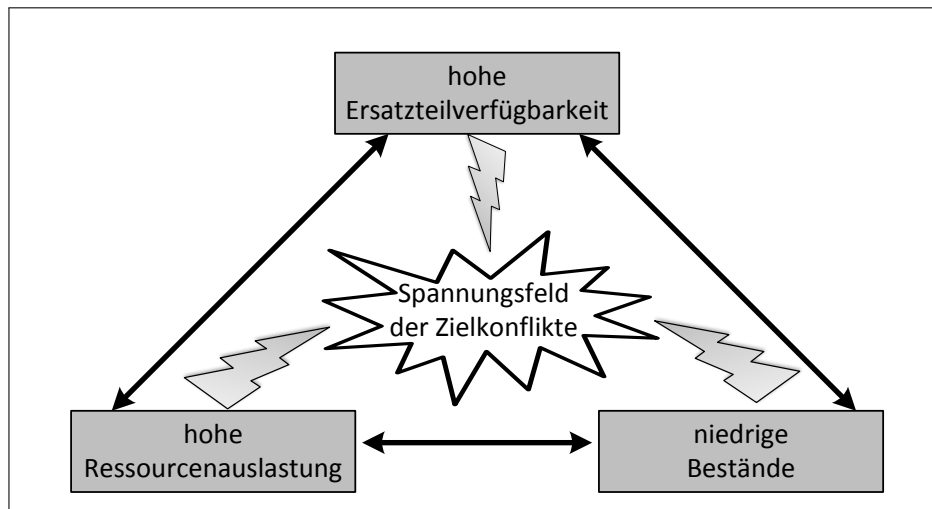 hohe
Ersatzteilverfügbarkeit
Spannungsfeld
der Zielkonflikte
hohe
Ressourcenauslastung
niedrige
Bestände